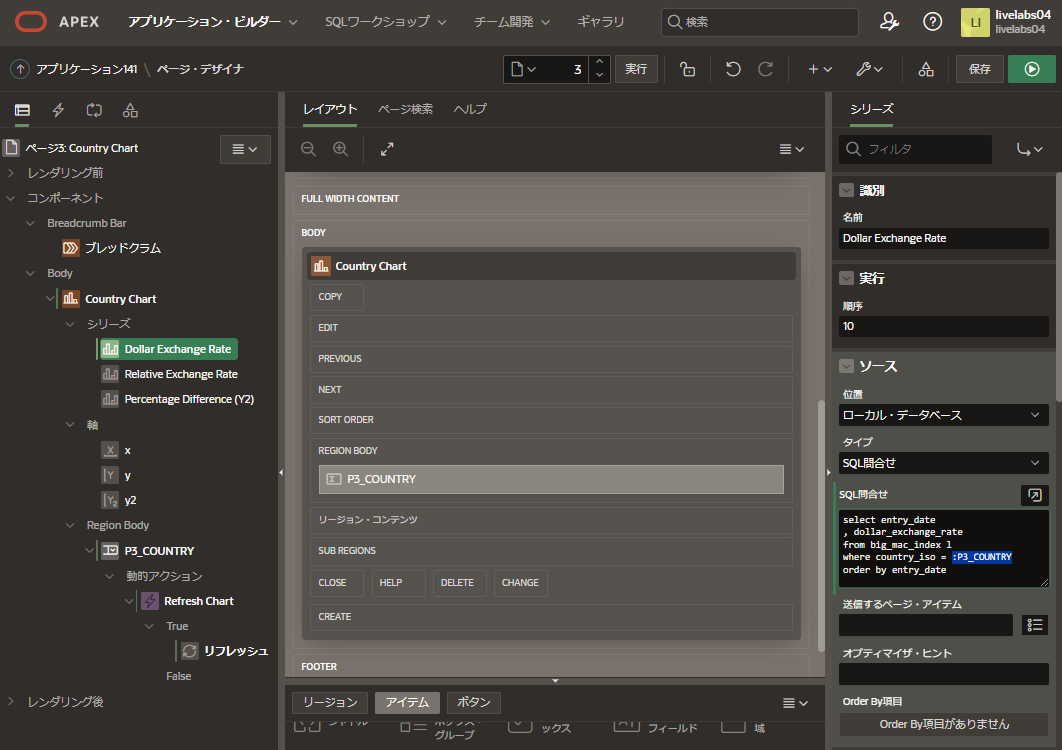 APEX アプリケーション・ビルダー SQLワークショップ チーム開発 ギャラリ 検索 LI livelabs04
livelabs04
アプリケーション141 \ ページ・デザイナ 3 実行 保存
ページ3: Country Chart
レンダリング前
コンポーネント
Breadcrumb Bar
ブレッドクラム
Body
Country Chart
シリーズ
Dollar Exchange Rate
Relative Exchange Rate
Percentage Difference (Y2)
軸
x
y
y2
Region Body
P3_COUNTRY
動的アクション
Refresh Chart
True
リフレッシュ
False
レンダリング後
レイアウト ページ検索 ヘルプ
FULL WIDTH CONTENT
BODY
Country Chart
COPY
EDIT
PREVIOUS
NEXT
SORT ORDER
REGION BODY
P3_COUNTRY
リージョン・コンテンツ
SUB REGIONS
CLOSE HELP DELETE CHANGE
CREATE
FOOTER
リージョン アイテム ボタン
グループ ックス フィールド 域
シリーズ
フィルタ
識別
名前
Dollar Exchange Rate
実行
順序
10
ソース
位置
ローカル・データベース
タイプ
SQL問合せ
SQL問合せ
select entry_date
, dollar_exchange_rate
from big_mac_index l
where country_iso = :P3_COUNTRY
order by entry_date
送信するページ・アイテム
オプティマイザ・ヒント
Order By項目
Order By項目がありません